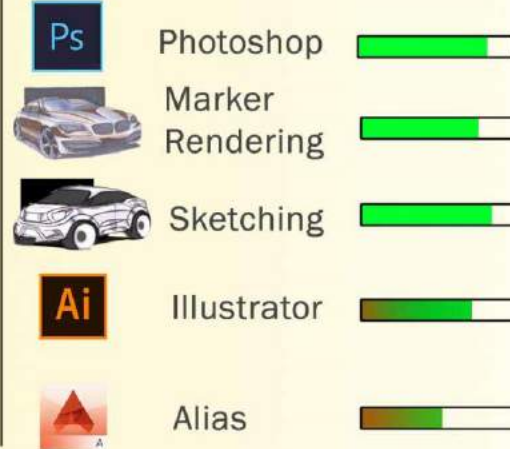 Ps
Photoshop
Marker
Rendering
Sketching
Ai
Illustrator
Alias
A